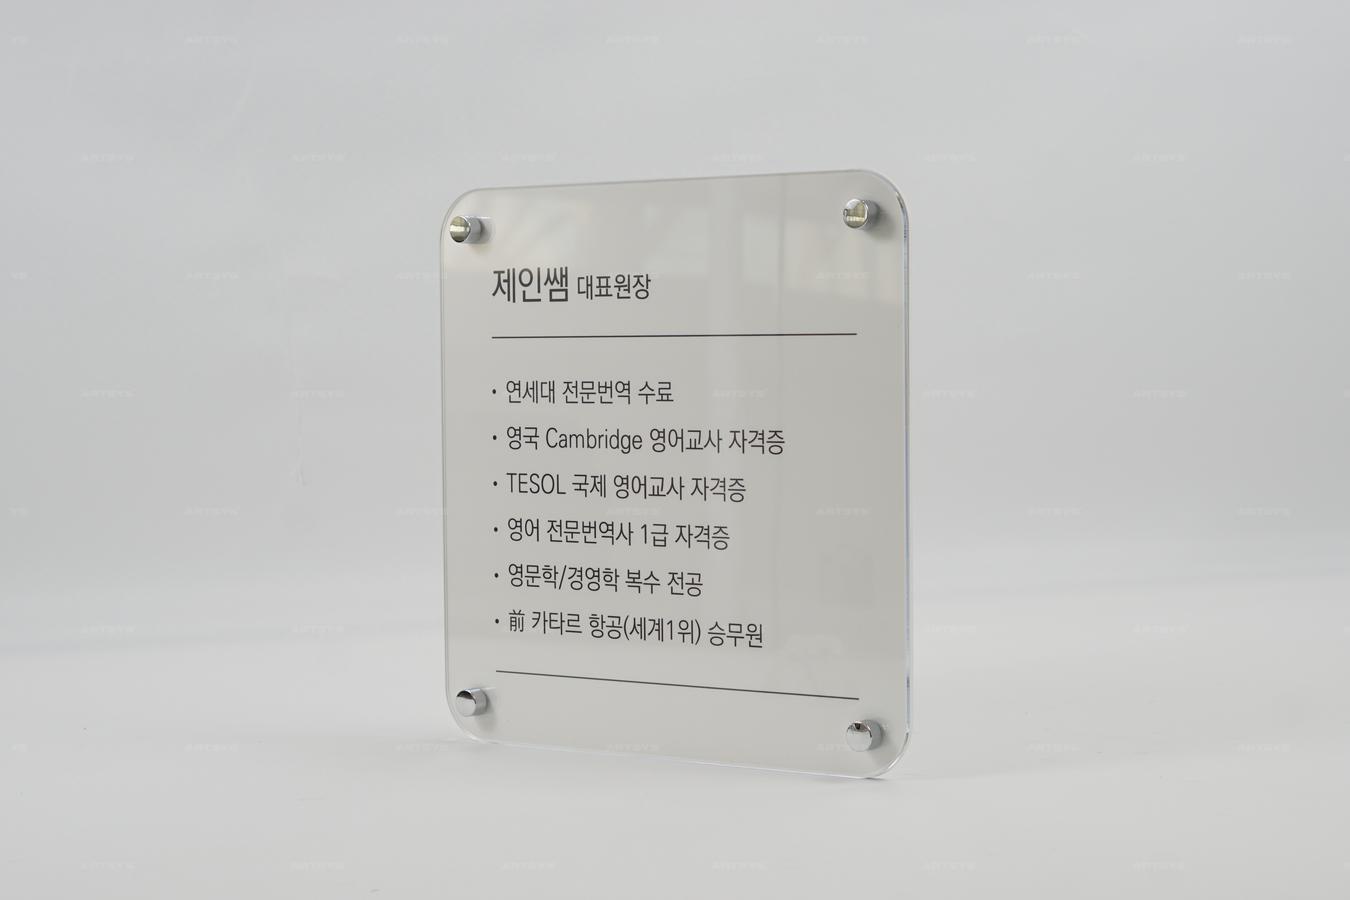 제인쌤 대표원장
• 연세대 전문번역 수료
• 영국 Cambridge 영어교사 자격증
• TESOL 국제 영어교사 자격증
• 영어 전문번역사 1급 자격증
• 영문학/경영학 복수 전공
• 前 카타르 항공(세계1위) 승무원